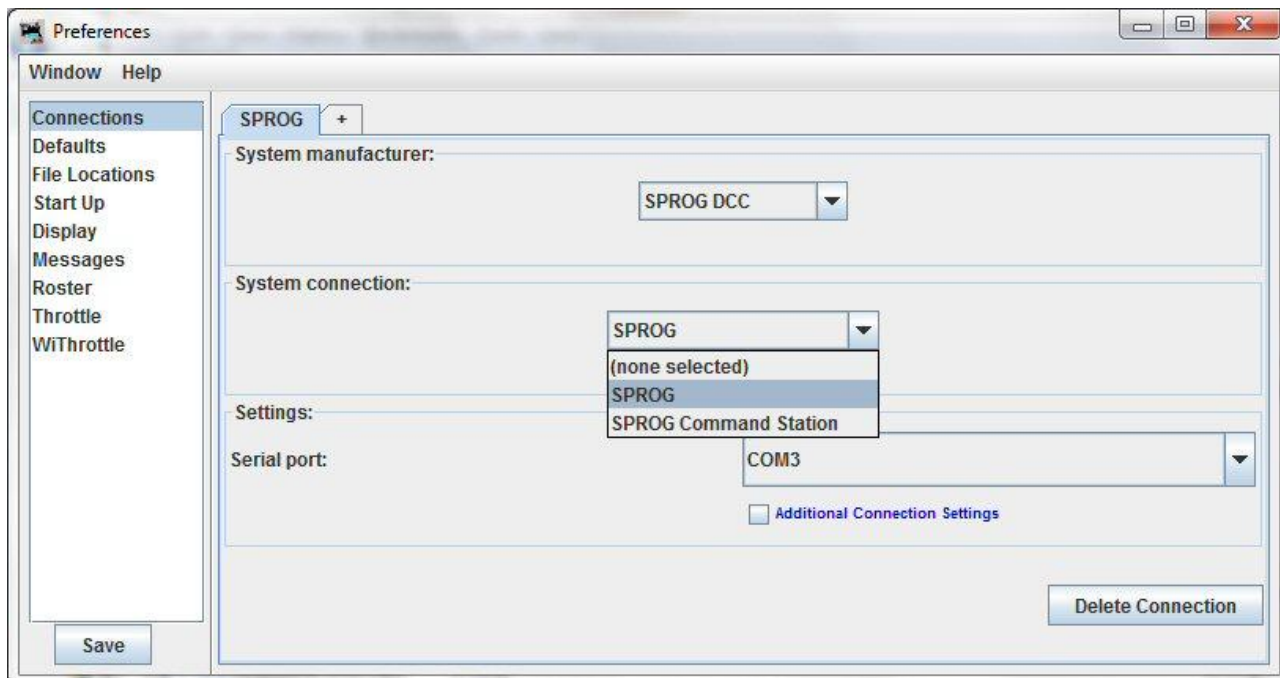 Preferences
Window Help
Connections
Defaults
File Locations
Start Up
Display
Messages
Roster
Throttle
WiThrottle
Save
SPROG +
System manufacturer:
SPROG DCC
System connection:
SPROG
(none selected)
SPROG
SPROG Command Station
Settings:
Serial port: COM3
Additional Connection Settings
Delete Connection